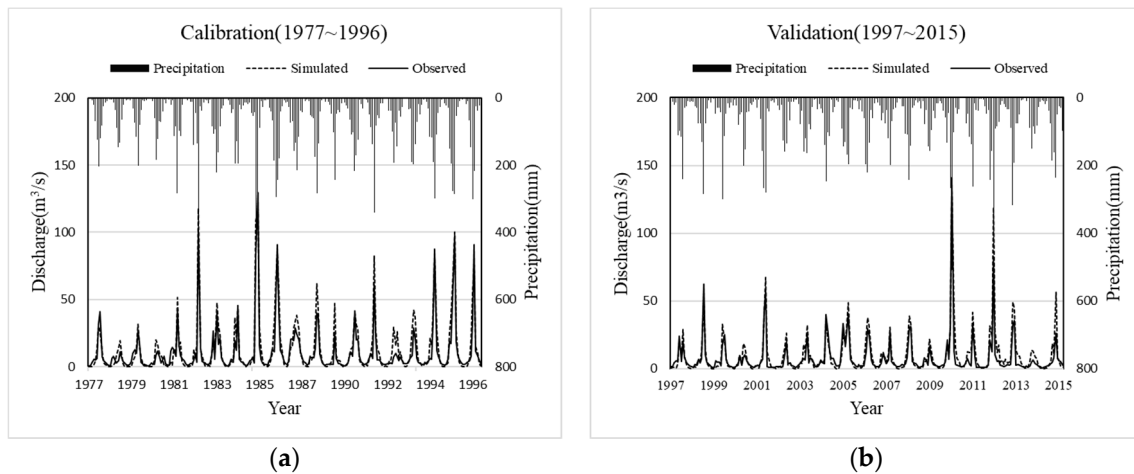 Calibration(1977~1996)
Precipitation Simulated Observed
200 0
150 200
100 400
50 600
0 800
Discharge(m³/s)
Precipitation(mm)
1977 1979 1981 1983 1985 1987 1990 1992 1994 1996
Year
(a)
Validation(1997~2015)
Precipitation Simulated Observed
200 0
150 200
100 400
50 600
0 800
Discharge(m3/s)
Precipitation(mm)
1997 1999 2001 2003 2005 2007 2009 2011 2013 2015
Year
(b)